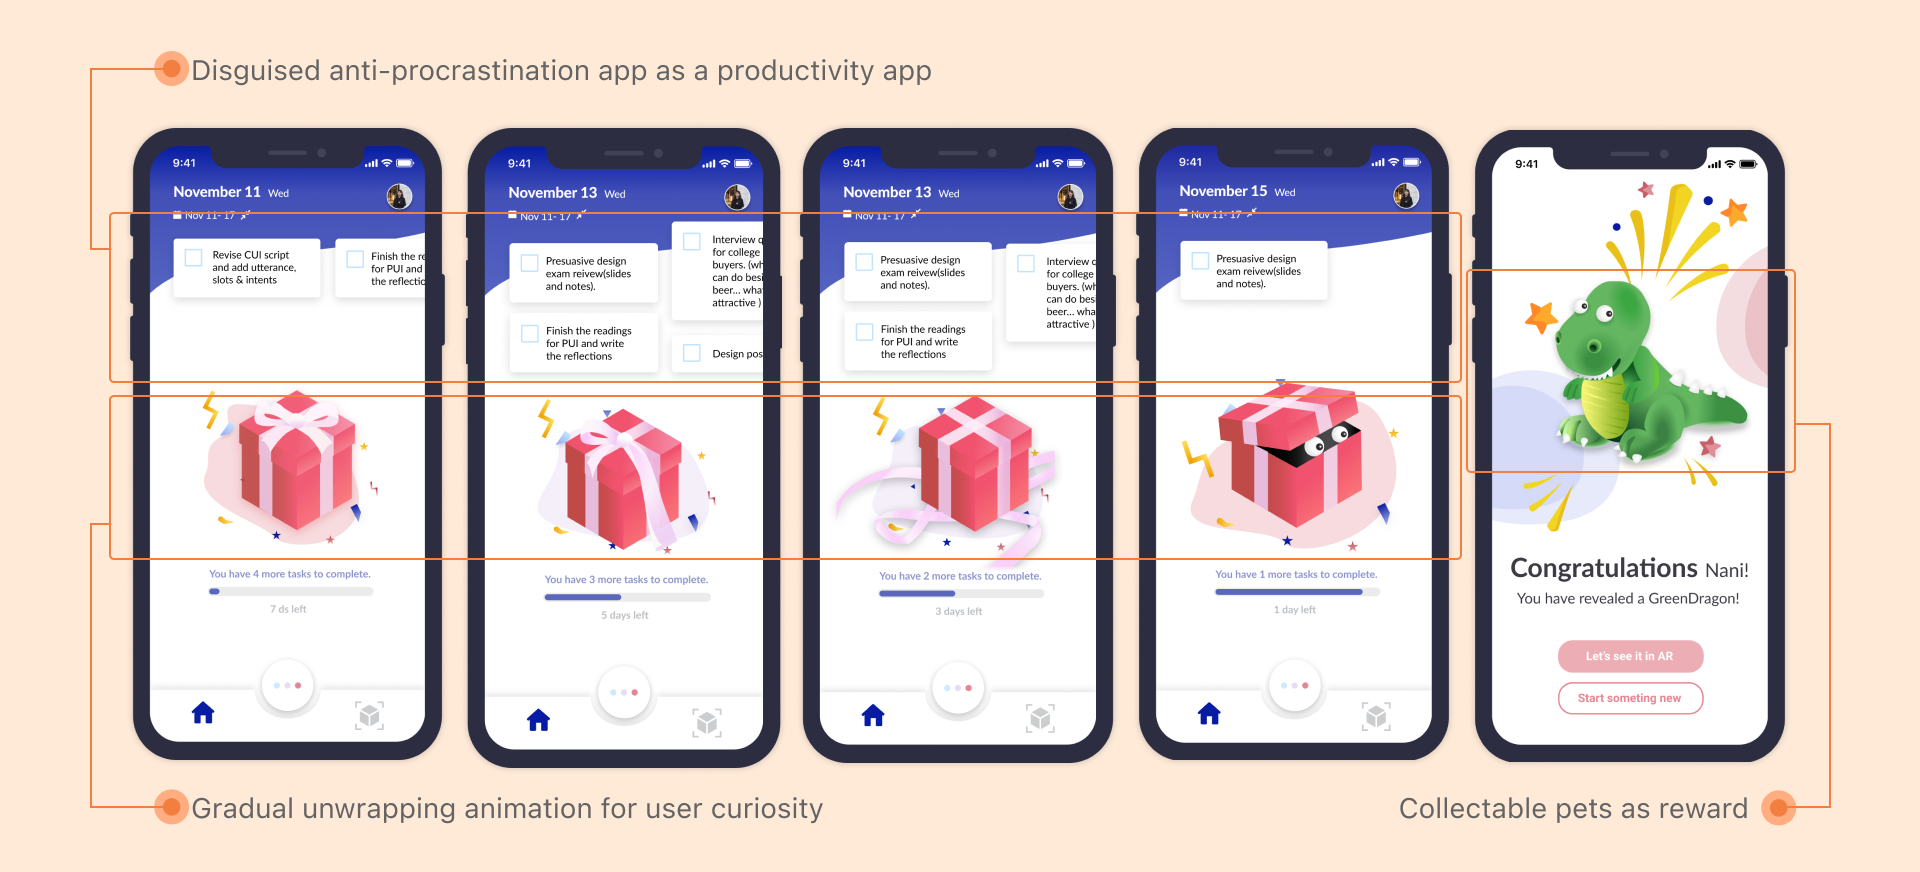 Disguised anti-procrastination app as a productivity app
9:41
November 11 Wed
Nov 11- 17
Revise CUI script
and add utterance,
slots & intents
Finish the re
for PUI and
the reflectio
You have 4 more tasks to complete.
7 ds left
9:41
November 13 Wed
Nov 11- 17
Presuasive design
exam reivew(slides
and notes).
Finish the readings
for PUI and write
the reflections
Interview q
for college
buyers. (wh
can do besi
beer... wha
attractive )
Design pos
You have 3 more tasks to complete.
5 days left
9:41
November 13 Wed
Nov 11- 17
Presuasive design
exam reivew(slides
and notes).
Finish the readings
for PUI and write
the reflections
Interview q
for college
buyers. (wh
can do besi
beer... wha
attractive )
You have 2 more tasks to complete.
3 days left
9:41
November 15 Wed
Nov 11- 17
Presuasive design
exam reivew(slides
and notes).
You have 1 more tasks to complete.
1 day left
9:41
Congratulations Nani!
You have revealed a GreenDragon!
Let's see it in AR
Start someting new
Gradual unwrapping animation for user curiosity
Collectable pets as reward